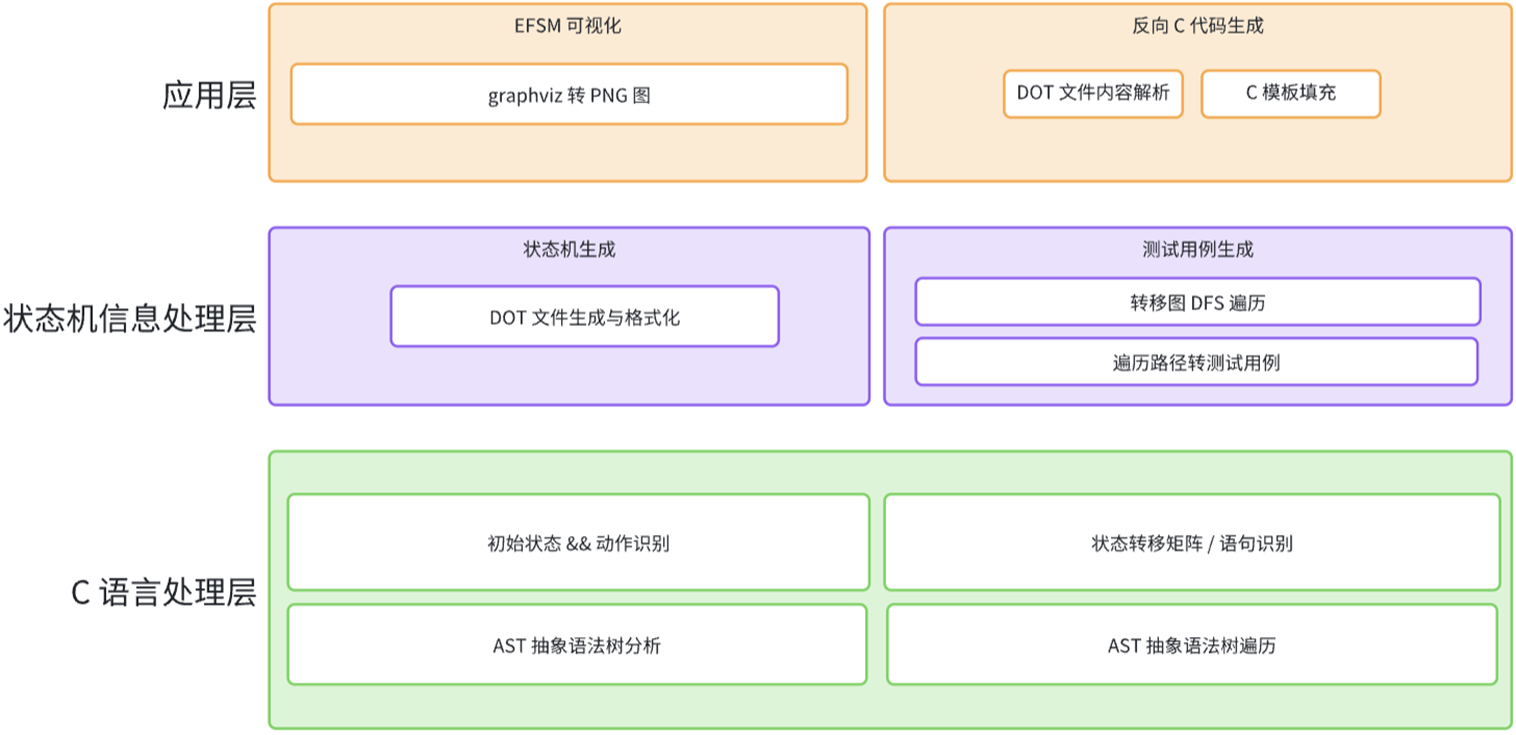 应用层
EFSM 可视化
graphviz 转 PNG 图
反向 C 代码生成
DOT 文件内容解析
C 模板填充
状态机信息处理层
状态机生成
DOT 文件生成与格式化
测试用例生成
转移图 DFS 遍历
遍历路径转测试用例
C 语言处理层
初始状态 && 动作识别
状态转移矩阵 / 语句识别
AST 抽象语法树分析
AST 抽象语法树遍历